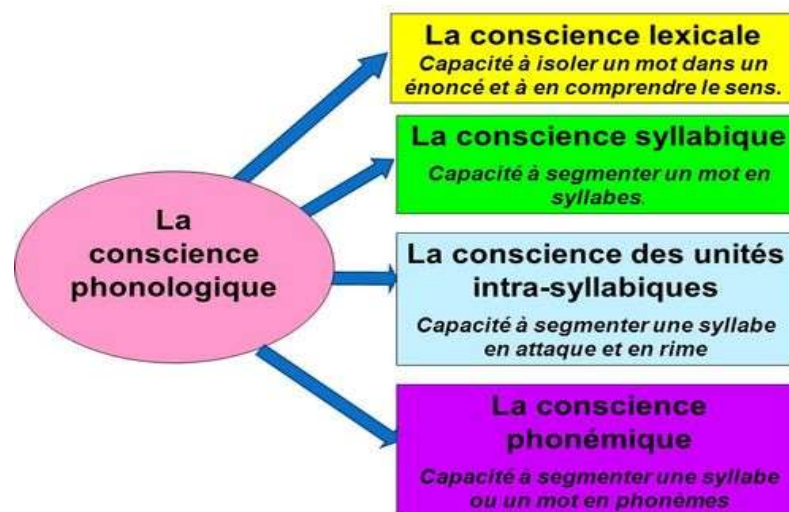 La conscience lexicale
Capacité à isoler un mot dans un
énoncé et à en comprendre le sens.
La conscience syllabique
Capacité à segmenter un mot en
syllabes.
La
conscience
phonologique
La conscience des unités
intra-syllabiques
Capacité à segmenter une syllabe
en attaque et en rime
La conscience
phonémique
Capacité à segmenter une syllabe
ou un mot en phonèmes